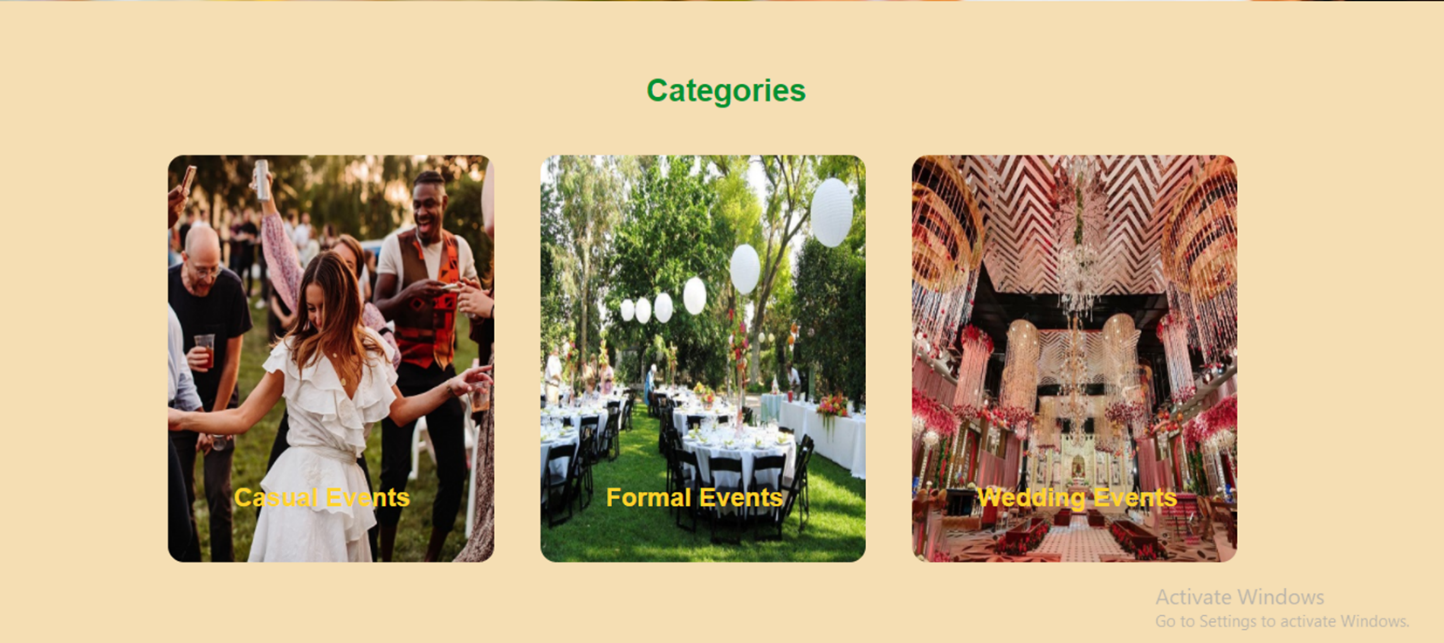 Categories
Casual Events
Formal Events
Wedding Events
Activate Windows
Go to Settings to activate Windows.